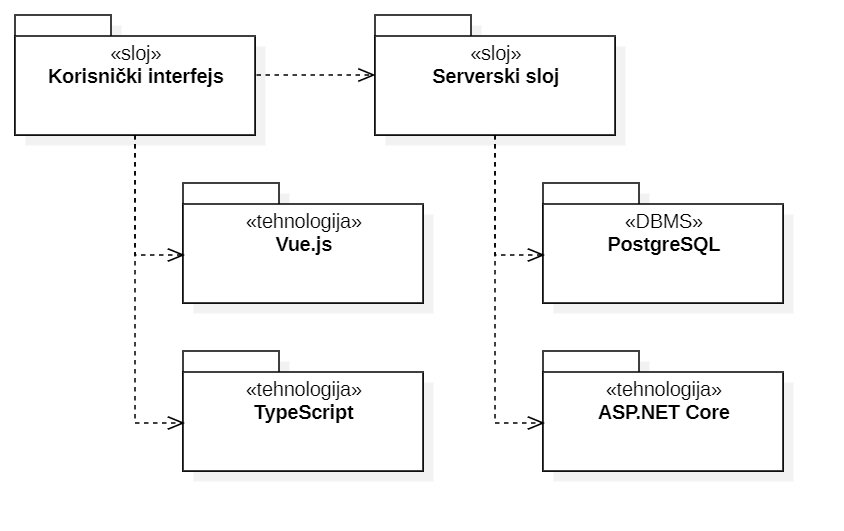 «sloj»
Korisnički interfejs
«sloj»
Serverski sloj
«tehnologija»
Vue.js
«DBMS»
PostgreSQL
«tehnologija»
TypeScript
«tehnologija»
ASP.NET Core